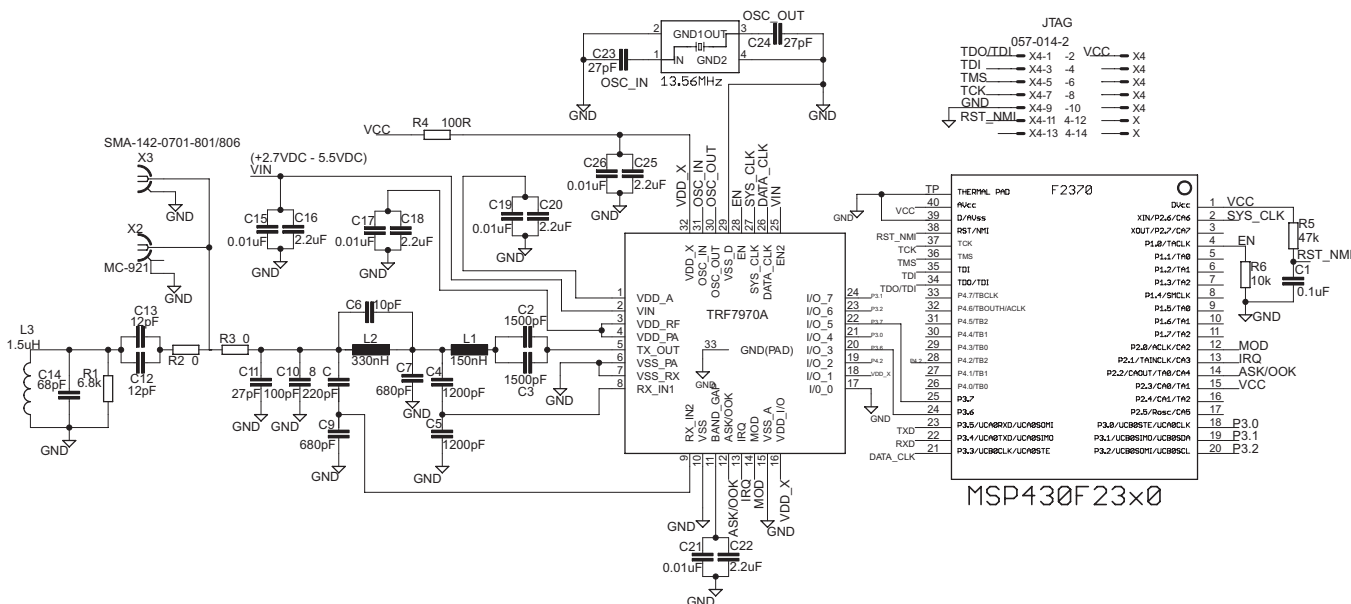 OSC_OUT
2 3
GND1OUT
C24 27pF
C23 1 IN GND2 4
27pF
OSC_IN 13.56MHz
GND GND
JTAG
057-014-2
TDO/TDI X4-1 -2 VCC X4
TDI X4-3 -4 X4
TMS X4-5 -6 X4
TCK X4-7 -8 X4
GND X4-9 -10 X4
RST_NMI X4-11 4-12 X
X4-13 4-14 X
GND
R4 100R
VCC
SMA-142-0701-801/806
X3
GND
X2
GND
MC-921
(+2.7VDC - 5.5VDC)
VIN
C15 C16
0.01uF 2.2uF
GND
C17 C18
0.01uF 2.2uF
GND
C19 C20
0.01uF 2.2uF
GND
C26 C25
0.01uF 2.2uF
GND
VDD_X
OSC_IN
OSC_OUT
EN
SYS_CLK
DATA_CLK
VIN
32 31 30 29 28 27 26 25
VDD_X
OSC_IN
OSC_OUT
VSS_D
EN
SYS_CLK
DATA_CLK
EN2
TRF7970A
1 VDD_A
2 VIN
3 VDD_RF
4 VDD_PA
5 TX_OUT
6 VSS_PA
7 VSS_RX
8 RX_IN1
33 GND(PAD)
GND
I/O_7 24 P3.1
I/O_6 23 P3.2
I/O_5 22 P3.7
I/O_4 21 P3.0
I/O_3 20 P3.6
I/O_2 19 P4.2
I/O_1 18 VDD_X
I/0_0 17
GND
RX_IN2
VSS
BAND_GAP
ASK/OOK
IRQ
MOD
VSS_A
VDD_I/O
9 10 11 12 13 14 15 16
ASK/OOK
IRQ
MOD
VDD_X
GND
GND
C21 C22
0.01uF 2.2uF
GND
L3
1.5uH
C14
68pF
R1
6.8k
GND
C13
12pF
C12
12pF
R2 0
R3 0
C11
27pF
C10
100pF
C 8
220pF
GND
C9
680pF
GND
C6 10pF
L2
330nH
C7
680pF
GND
L1
150nH
C4
1200pF
C5
1200pF
GND
C2
1500pF
1500pF
C3
GND
TP THERMAL PAD F2370
GND
VCC 40 AVcc
39 D/AVss
RST_NMI 38 RST/NMI
TCK 37 TCK
TMS 36 TMS
TDI 35 TDI
TDO/TDI 34 TDO/TDI
33 P4.7/TBCLK
32 P4.6/TBOUTH/ACLK
31 P4.5/TB2
30 P4.4/TB1
29 P4.3/TB0
P4.2 28 P4.2/TB2
27 P4.1/TB1
26 P4.0/TB0
25 P3.7
24 P3.6
TXD 23 P3.5/UCA0RXD/UCA0SOMI
RXD 22 P3.4/UCA0TXD/UCA0SIMO
DATA_CLK 21 P3.3/UCB0CLK/UCA0STE
DVcc 1 VCC
XIN/P2.6/CA6 2 SYS_CLK
XOUT/P2.7/CA7 3
P1.0/TACLK 4 EN
P1.1/TA0 5
P1.2/TA1 6
P1.3/TA2 7
P1.4/SMCLK 8
P1.5/TA0 9
P1.6/TA1 10
P1.7/TA2 11
P2.0/ACLK/CA2 12 MOD
P2.1/TAINCLK/CA3 13 IRQ
P2.2/CAOUT/TA0/CA4 14 ASK/OOK
P2.3/CA0/TA1 15 VCC
P2.4/CA1/TA2 16
P2.5/Rosc/CA5 17
P3.0/UCB0STE/UCA0CLK 18 P3.0
P3.1/UCB0SIMO/UCB0SDA 19 P3.1
P3.2/UCB0SOMI/UCB0SCL 20 P3.2
R5
47k
RST_NMI
R6
10k
C1
0.1uF
GND
MSP430F23x0